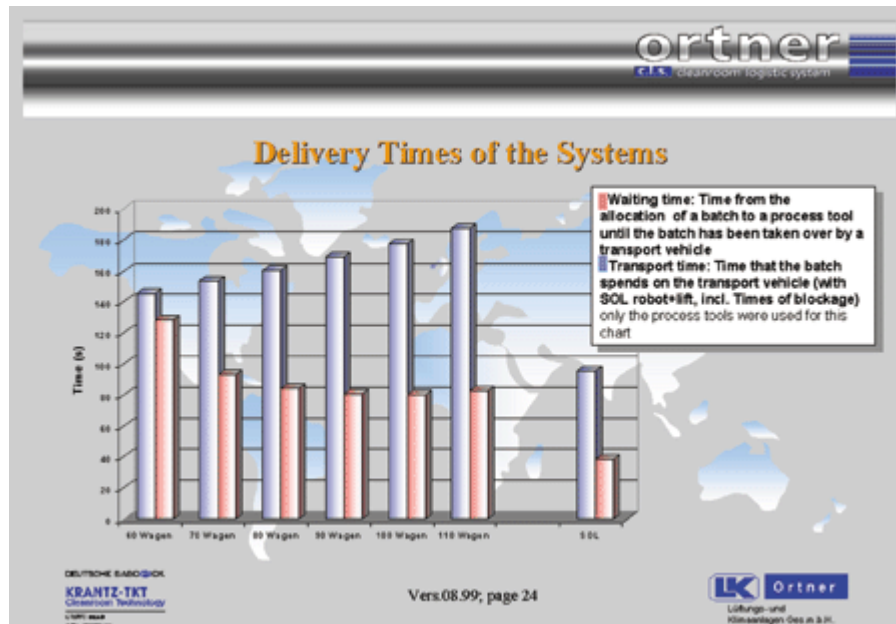 ortner
c.l.s. cleanroom logistic system
Delivery Times of the Systems
Waiting time: Time from the
allocation of a batch to a process tool
until the batch has been taken over by a
transport vehicle
Transport time: Time that the batch
spends on the transport vehicle (with
SOL robot+lift, incl. Times of blockage)
only the process tools were used for this
chart
Time (s)
200
180
160
140
120
100
80
60
40
20
0
60 Wagen 70 Wagen 80 Wagen 90 Wagen 100 Wagen 110 Wagen SOL
DEUTSCHE BABCOCK
KRANTZ-TKT
Cleanroom Technology
Vers.08.99; page 24
LK Ortner
Lüftungs- und
Klimaanlagen Ges.m.b.H.